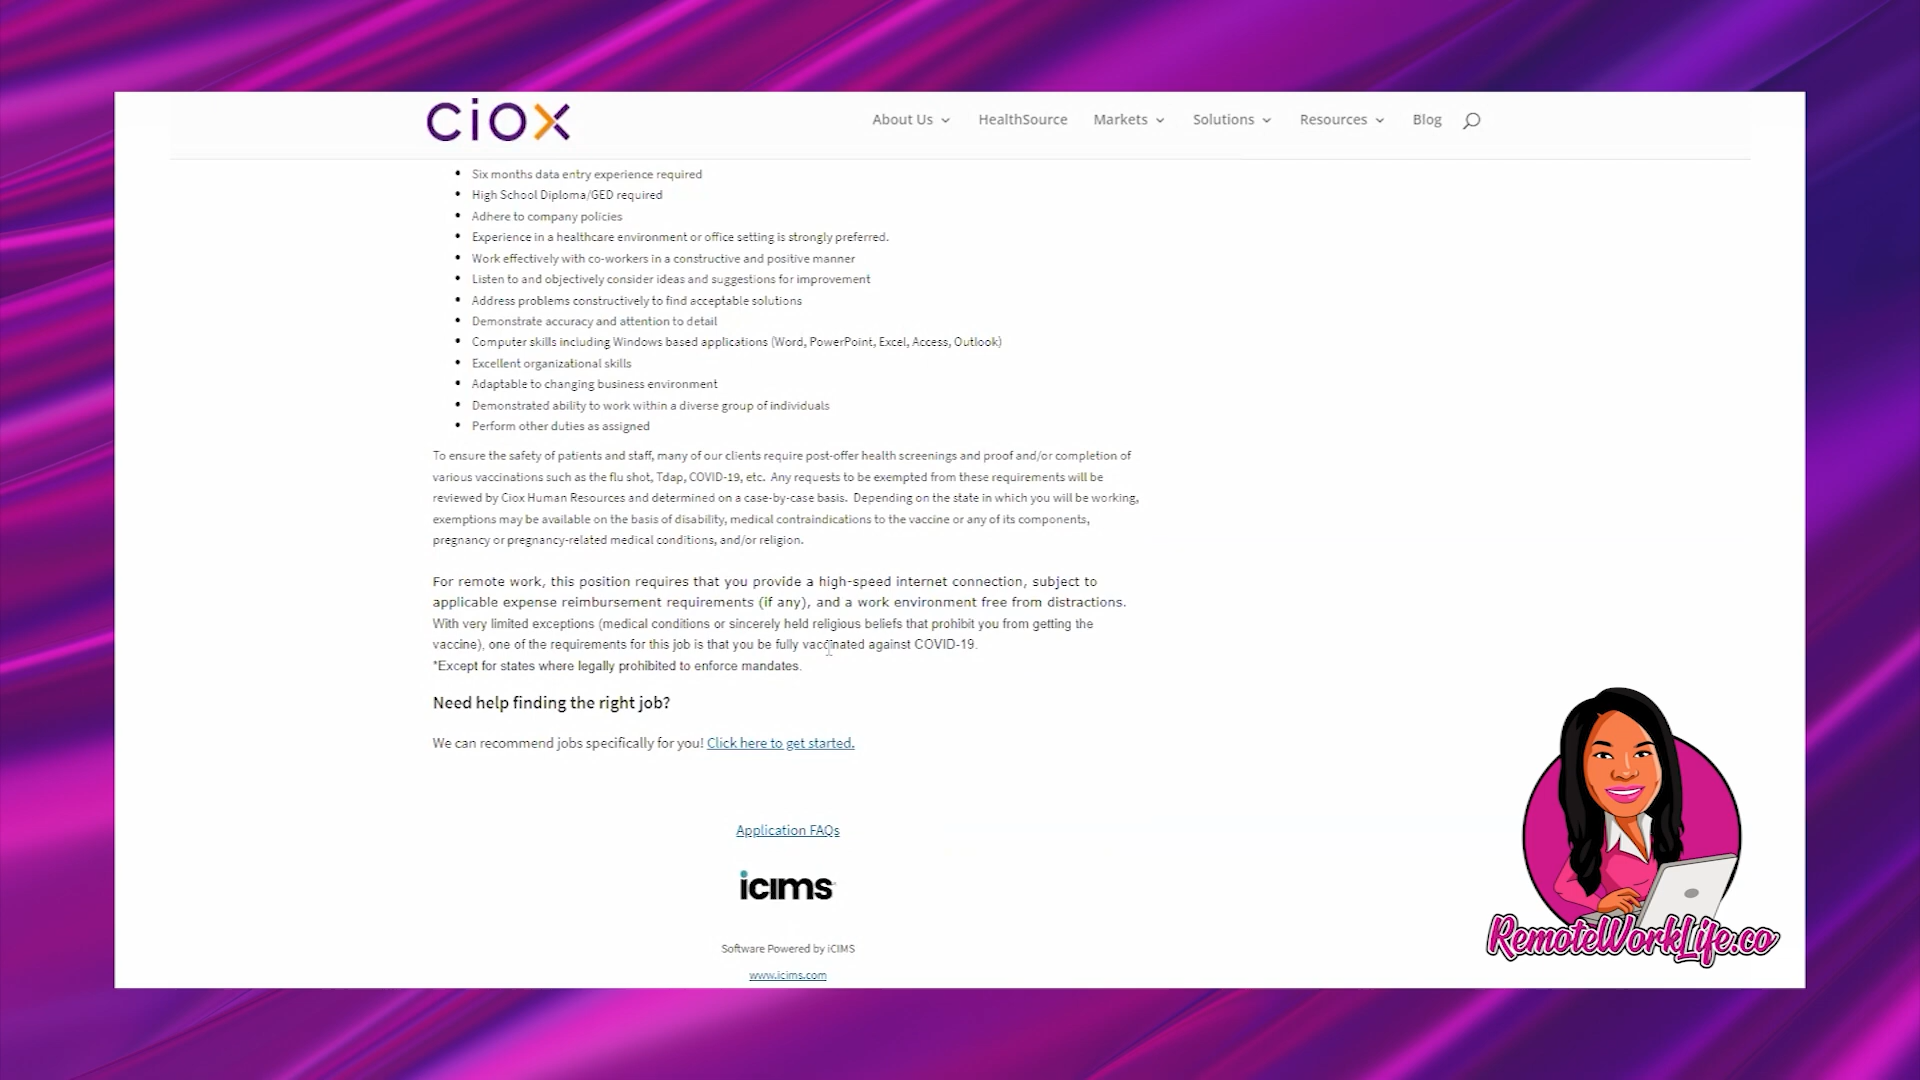 ciox
About Us HealthSource Markets Solutions Resources Blog
Six months data entry experience required
High School Diploma/GED required
Adhere to company policies
Experience in a healthcare environment or office setting is strongly preferred.
Work effectively with co-workers in a constructive and positive manner
Listen to and objectively consider ideas and suggestions for improvement
Address problems constructively to find acceptable solutions
Demonstrate accuracy and attention to detail
Computer skills including Windows based applications (Word, PowerPoint, Excel, Access, Outlook)
Excellent organizational skills
Adaptable to changing business environment
Demonstrated ability to work within a diverse group of individuals
Perform other duties as assigned
To ensure the safety of patients and staff, many of our clients require post-offer health screenings and proof and/or completion of
various vaccinations such as the flu shot, Tdap, COVID-19, etc. Any requests to be exempted from these requirements will be
reviewed by Ciox Human Resources and determined on a case-by-case basis. Depending on the state in which you will be working,
exemptions may be available on the basis of disability, medical contraindications to the vaccine or any of its components,
pregnancy or pregnancy-related medical conditions, and/or religion.
For remote work, this position requires that you provide a high-speed internet connection, subject to
applicable expense reimbursement requirements (if any), and a work environment free from distractions.
With very limited exceptions (medical conditions or sincerely held religious beliefs that prohibit you from getting the
vaccine), one of the requirements for this job is that you be fully vaccinated against COVID-19.
*Except for states where legally prohibited to enforce mandates.
Need help finding the right job?
We can recommend jobs specifically for you! Click here to get started.
Application FAQs
icims
Software Powered by iCIMS
www.icims.com
RemoteWorkLife.co